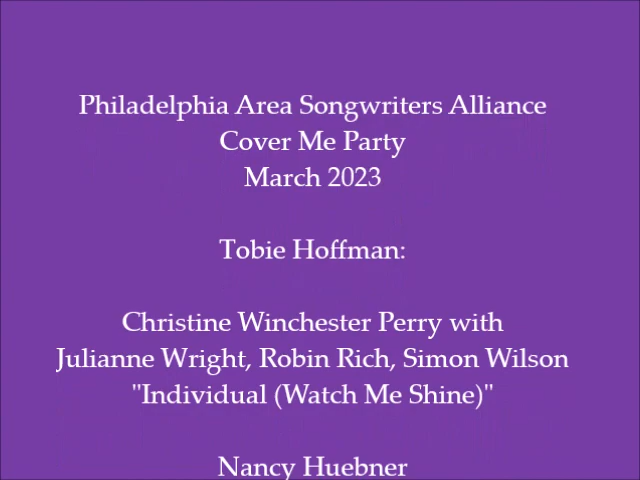 Philadelphia Area Songwriters Alliance
Cover Me Party
March 2023
Tobie Hoffman:
Christine Winchester Perry with
Julianne Wright, Robin Rich, Simon Wilson
"Individual (Watch Me Shine)"
Nancy Huebner